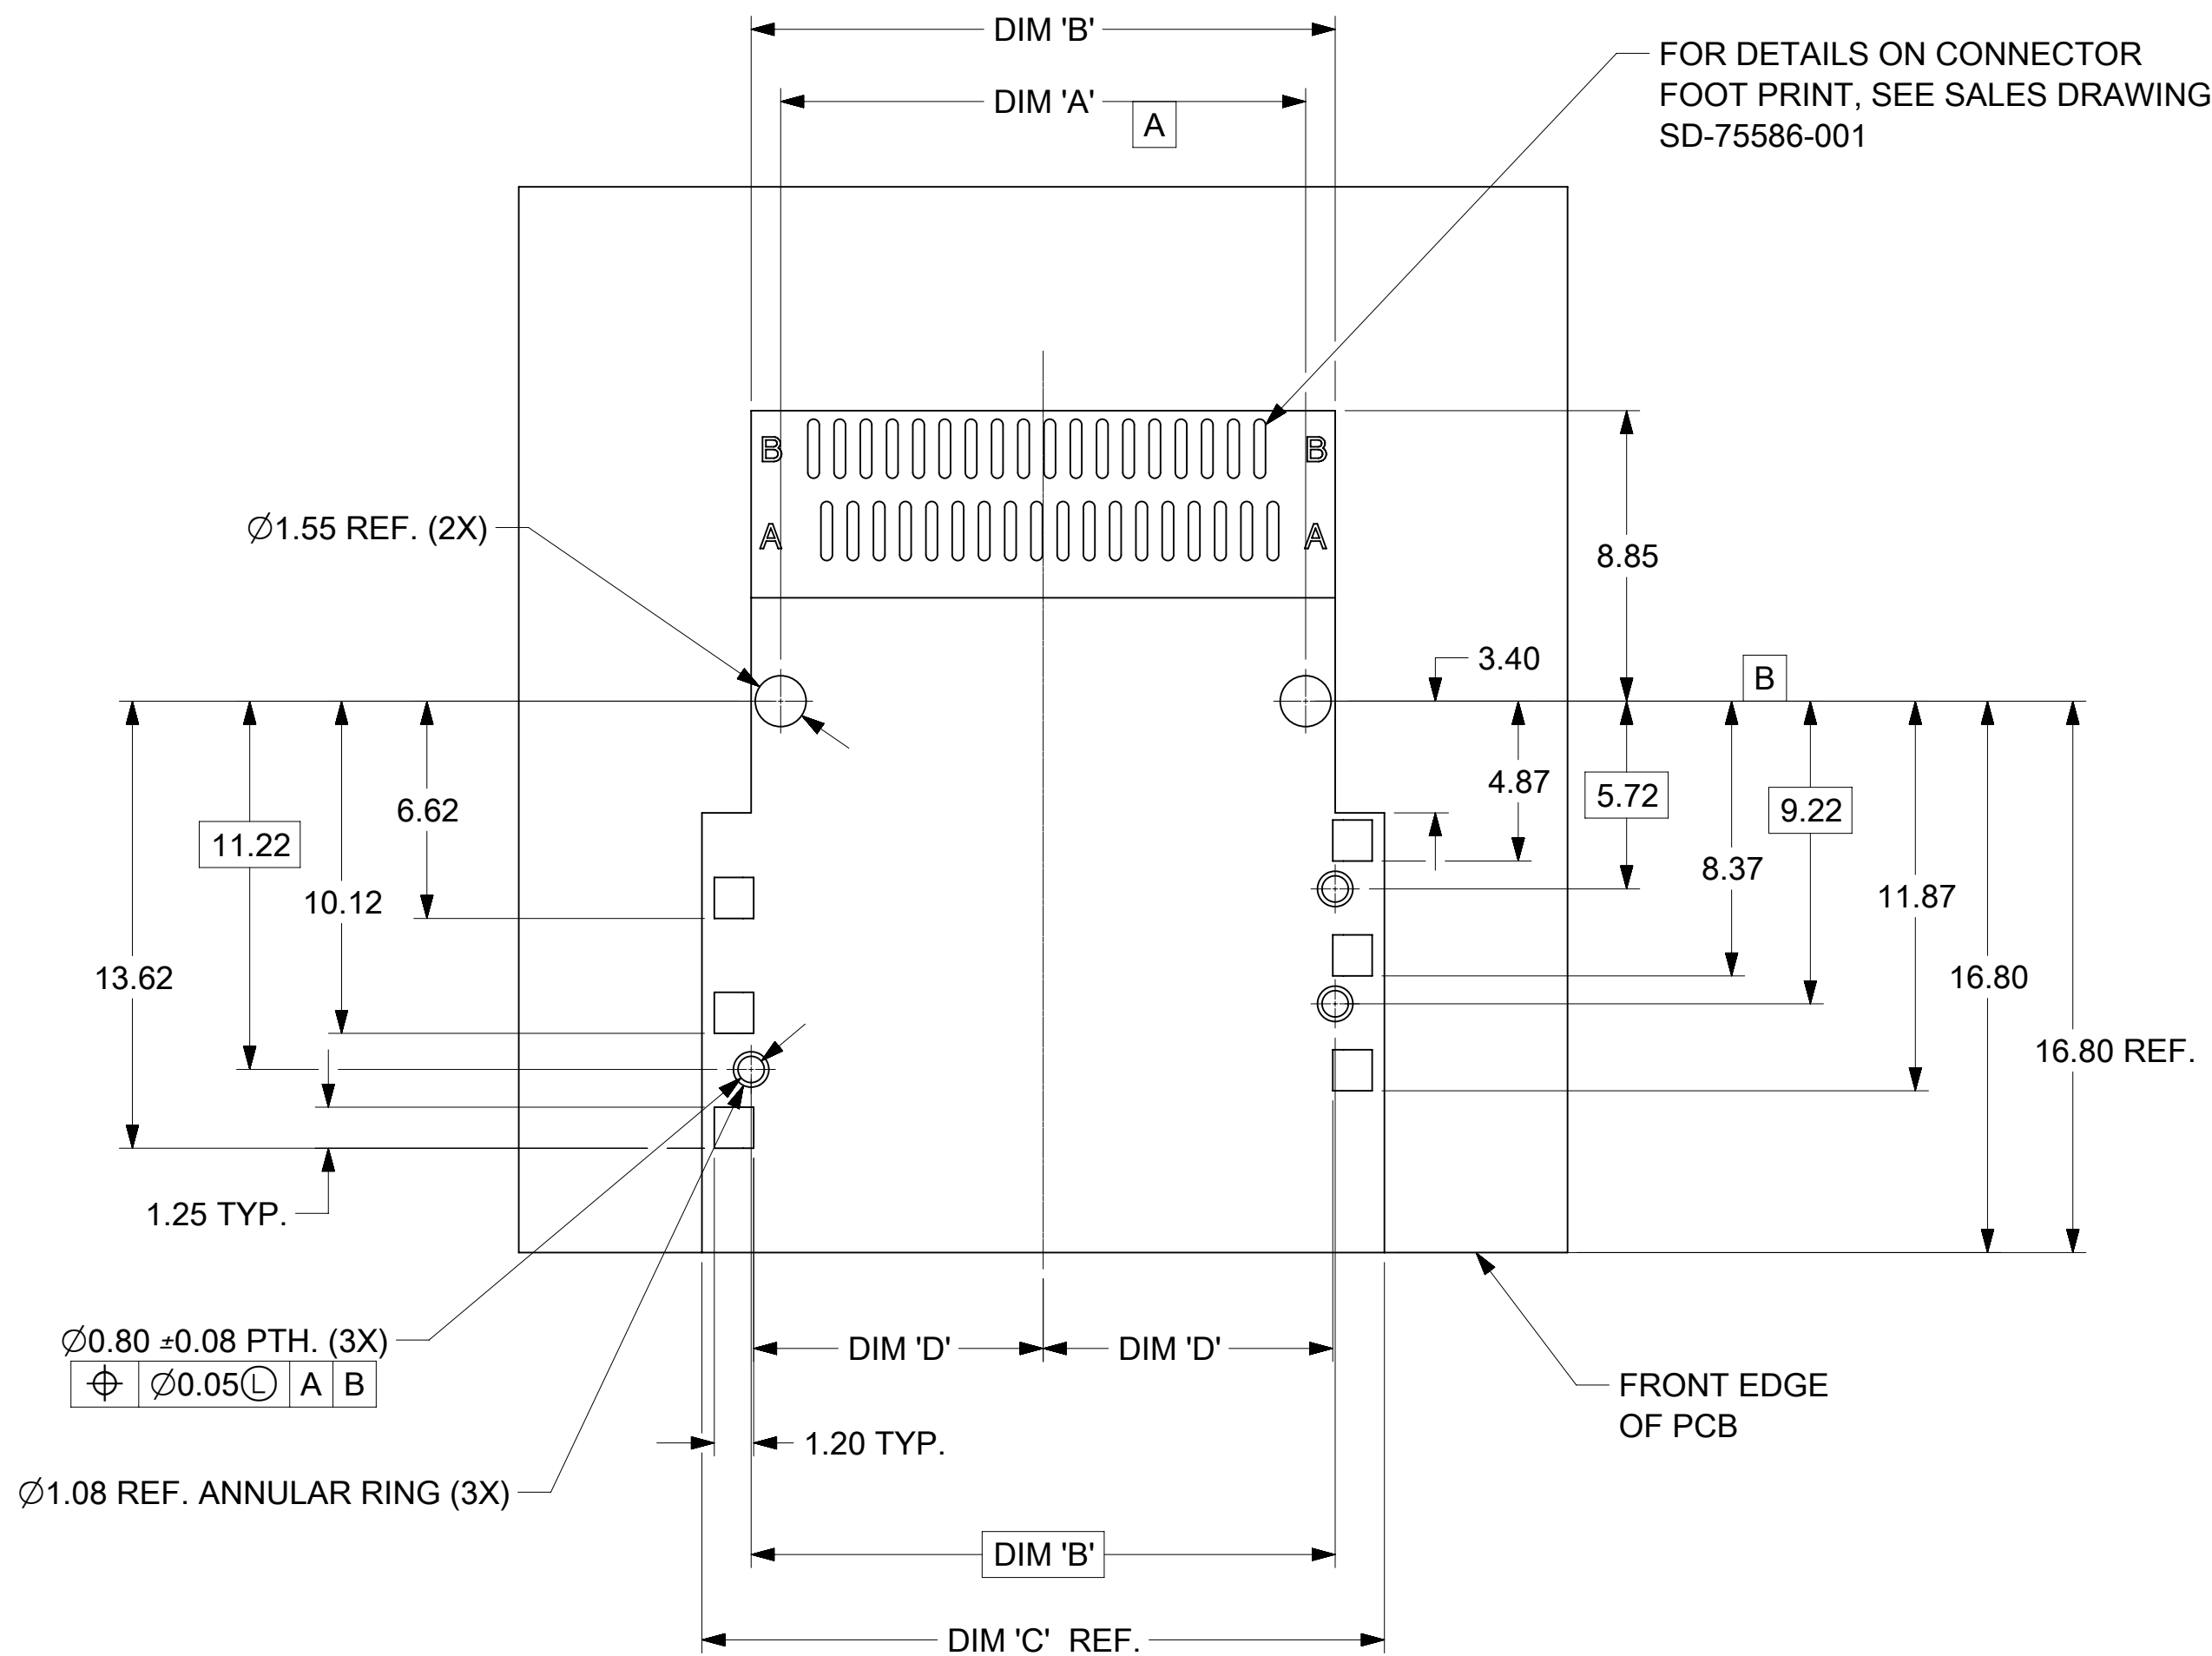 DIM 'B'
FOR DETAILS ON CONNECTOR
FOOT PRINT, SEE SALES DRAWING
SD-75586-001
DIM 'A'
A
B
B
A
A
∅1.55 REF. (2X)
8.85
3.40
B
6.62
4.87
5.72
9.22
11.22
10.12
8.37
11.87
13.62
16.80
16.80 REF.
1.25 TYP.
∅0.80 ±0.08 PTH. (3X)
⌖ ∅0.05Ⓛ A B
DIM 'D'
DIM 'D'
FRONT EDGE
OF PCB
1.20 TYP.
∅1.08 REF. ANNULAR RING (3X)
DIM 'B'
DIM 'C' REF.